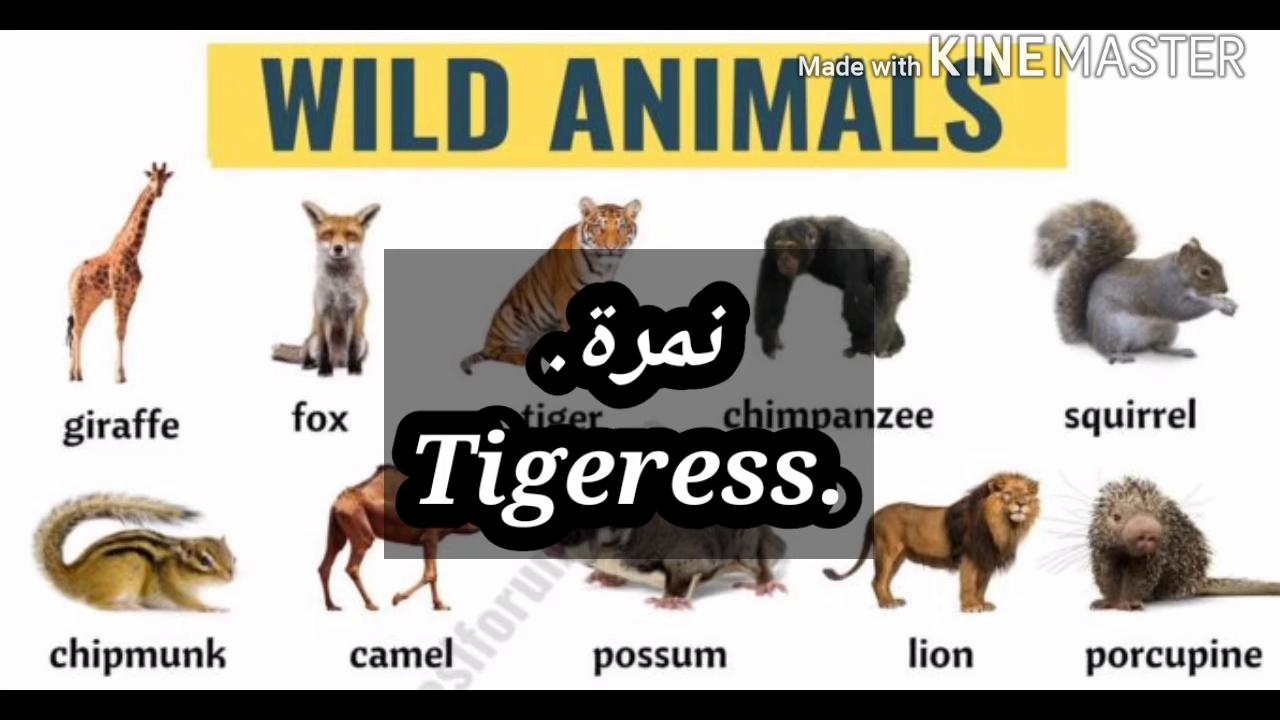 Made with KINEMASTER
WILD ANIMALS
giraffe
fox
tiger
chimpanzee
squirrel
نمرة .
Tigeress.
chipmunk
camel
possum
lion
porcupine